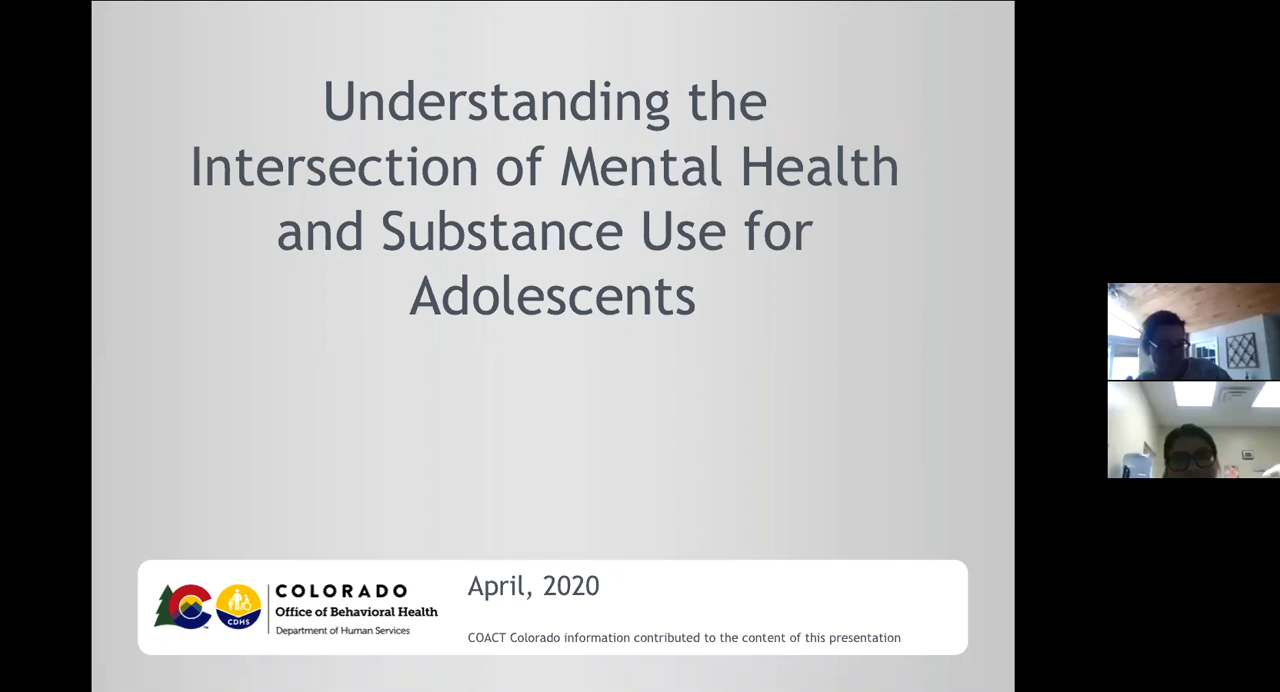 Understanding the
Intersection of Mental Health
and Substance Use for
Adolescents
COLORADO
Office of Behavioral Health
Department of Human Services
CDHS
April, 2020
COACT Colorado information contributed to the content of this presentation